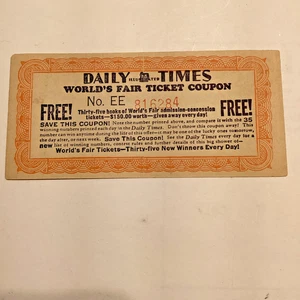 DAILY ILLUSTRATED TIMES
WORLD'S FAIR TICKET COUPON
No. EE 816284
FREE!
Thirty-five books of World's Fair admission-concession
tickets—$150.00 worth—given away every day!
FREE!
SAVE THIS COUPON! Note the number printed above, and compare it with the 35
winning numbers printed each day in the Daily Times. Don't throw this coupon away! This
number can win anytime during the life of this offer—it may be one of the lucky ones tomorrow,
the day after, or next week. Save This Coupon! See the Daily Times every day for a
new list of winning numbers, contest rules and further details of this big shower of
World's Fair Tickets—Thirty-five New Winners Every Day!